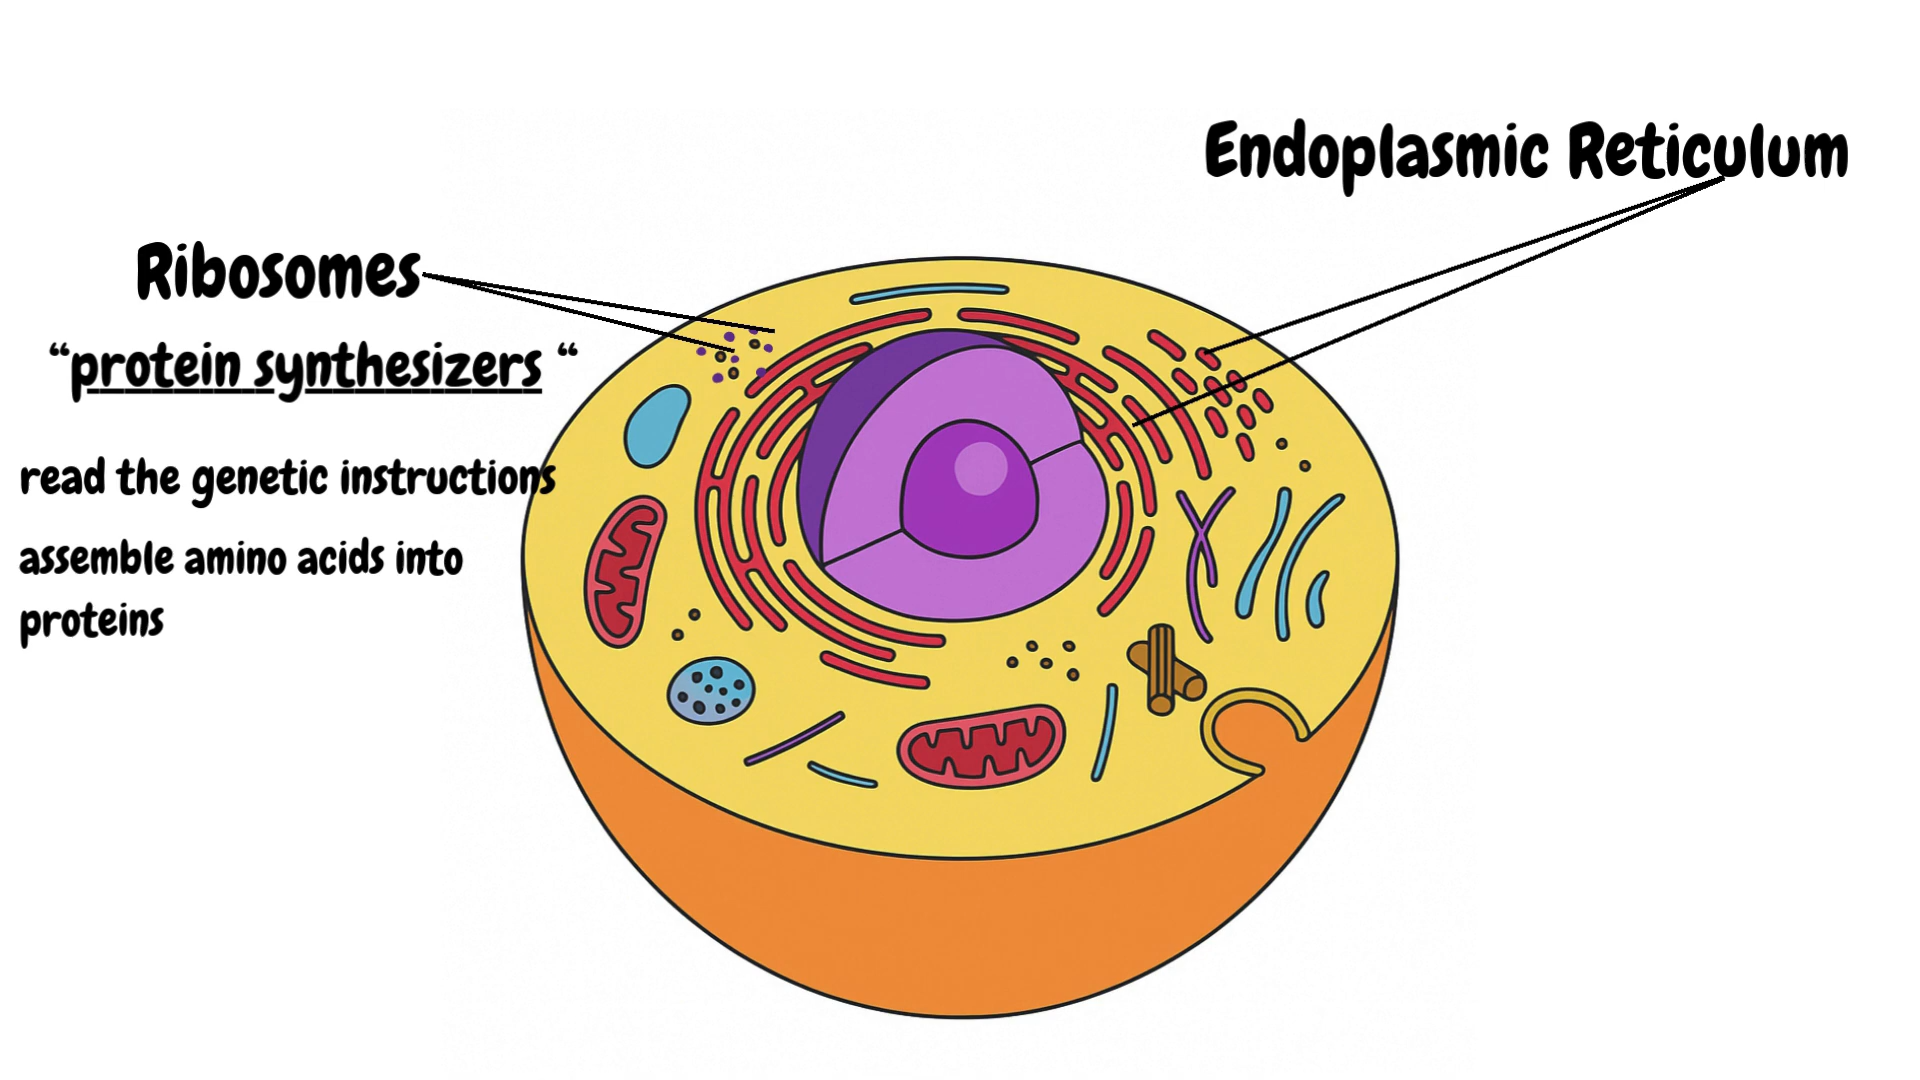 Endoplasmic Reticulum
Ribosomes
“protein synthesizers “
read the genetic instructions
assemble amino acids into
proteins